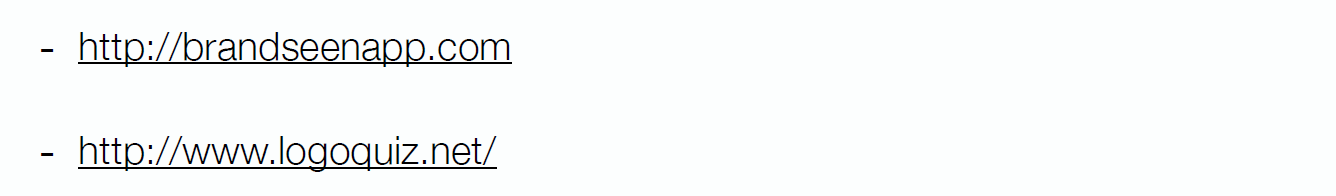 - http://brandseenapp.com
- http://www.logoquiz.net/